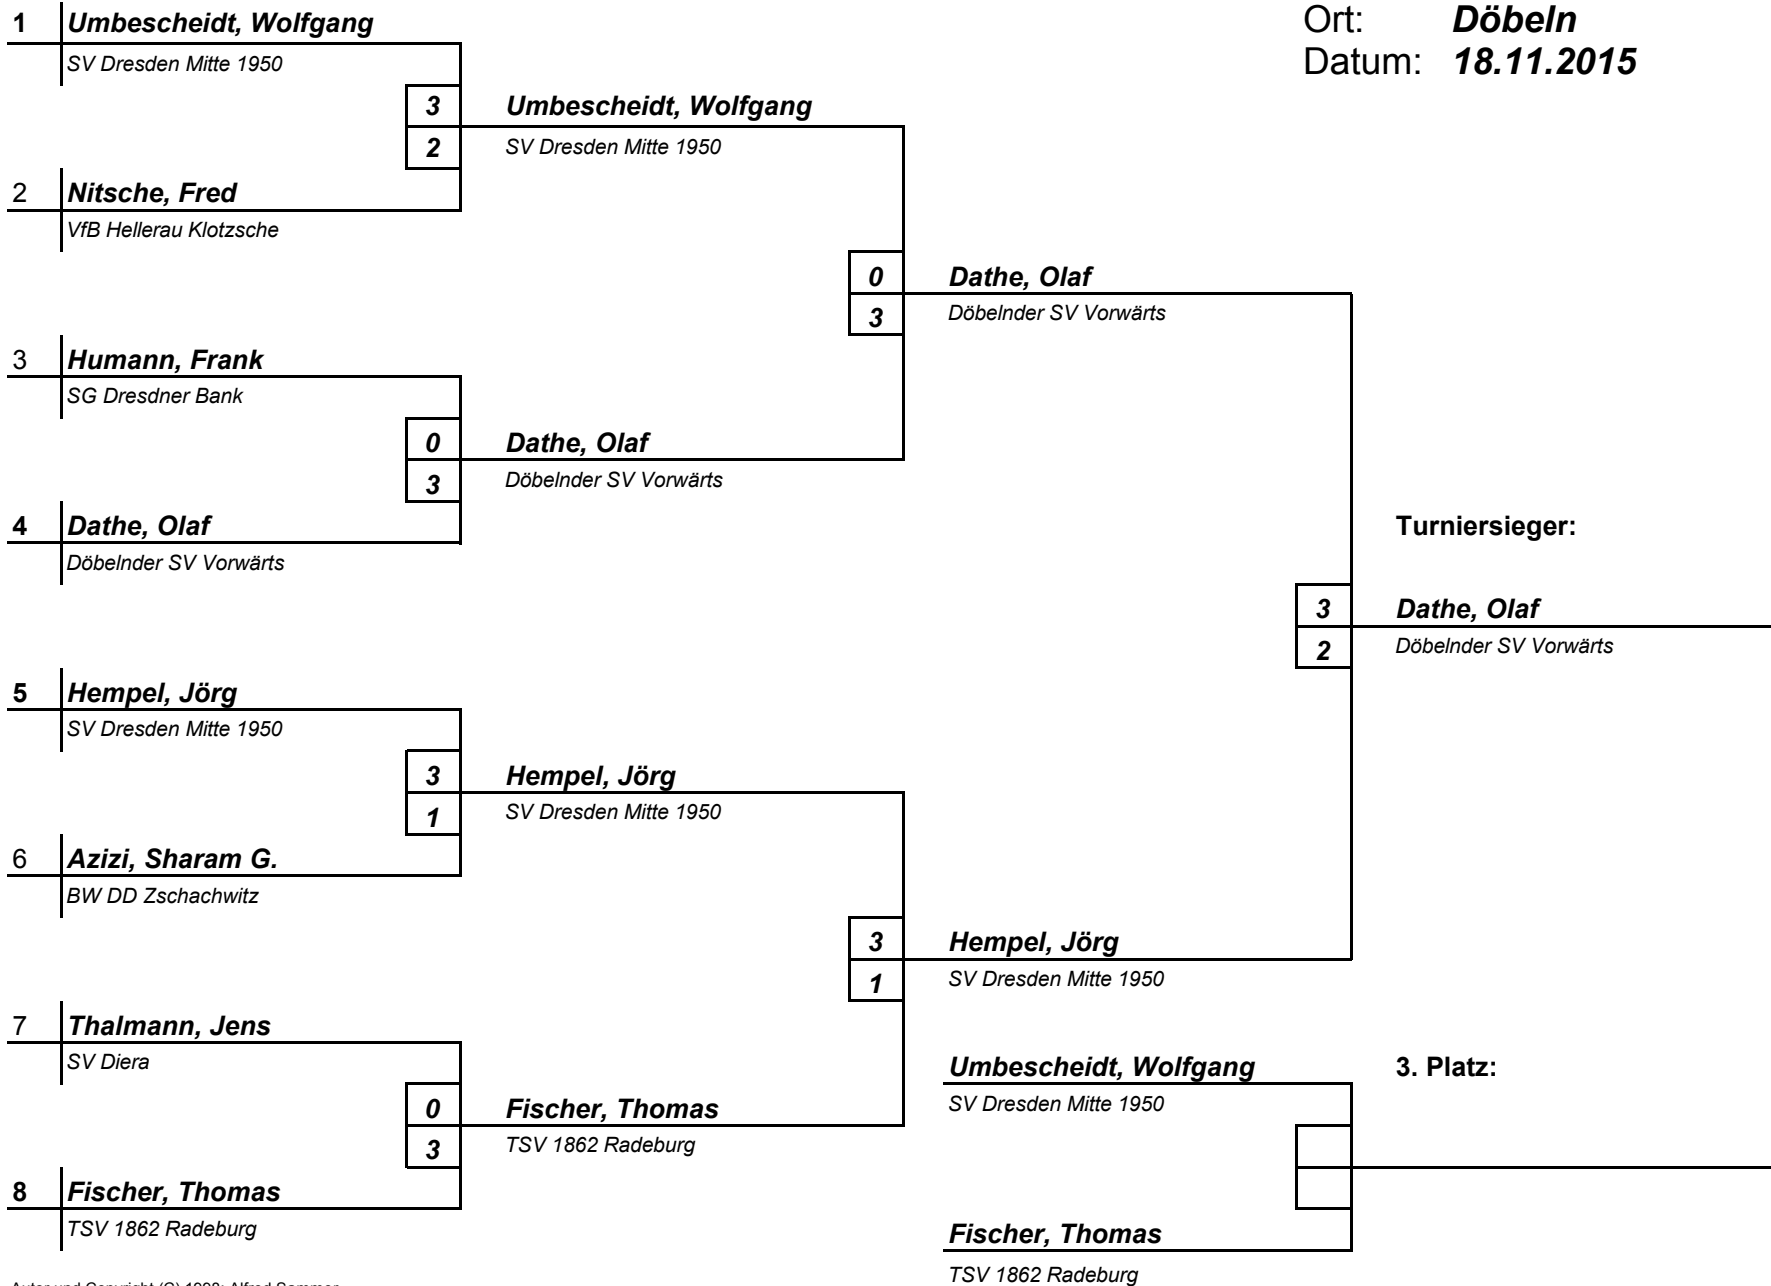 Ort: Döbeln
Datum: 18.11.2015
1 Umbescheidt, Wolfgang
SV Dresden Mitte 1950
3 Umbescheidt, Wolfgang
2 SV Dresden Mitte 1950
2 Nitsche, Fred
VfB Hellerau Klotzsche
0 Dathe, Olaf
3 Döbelnder SV Vorwärts
3 Humann, Frank
SG Dresdner Bank
0 Dathe, Olaf
3 Döbelnder SV Vorwärts
4 Dathe, Olaf
Döbelnder SV Vorwärts
Turniersieger:
3 Dathe, Olaf
2 Döbelnder SV Vorwärts
5 Hempel, Jörg
SV Dresden Mitte 1950
3 Hempel, Jörg
1 SV Dresden Mitte 1950
6 Azizi, Sharam G.
BW DD Zschachwitz
3 Hempel, Jörg
1 SV Dresden Mitte 1950
7 Thalmann, Jens
SV Diera
Umbescheidt, Wolfgang 3. Platz:
SV Dresden Mitte 1950
0 Fischer, Thomas
3 TSV 1862 Radeburg
8 Fischer, Thomas
TSV 1862 Radeburg
Fischer, Thomas
TSV 1862 Radeburg